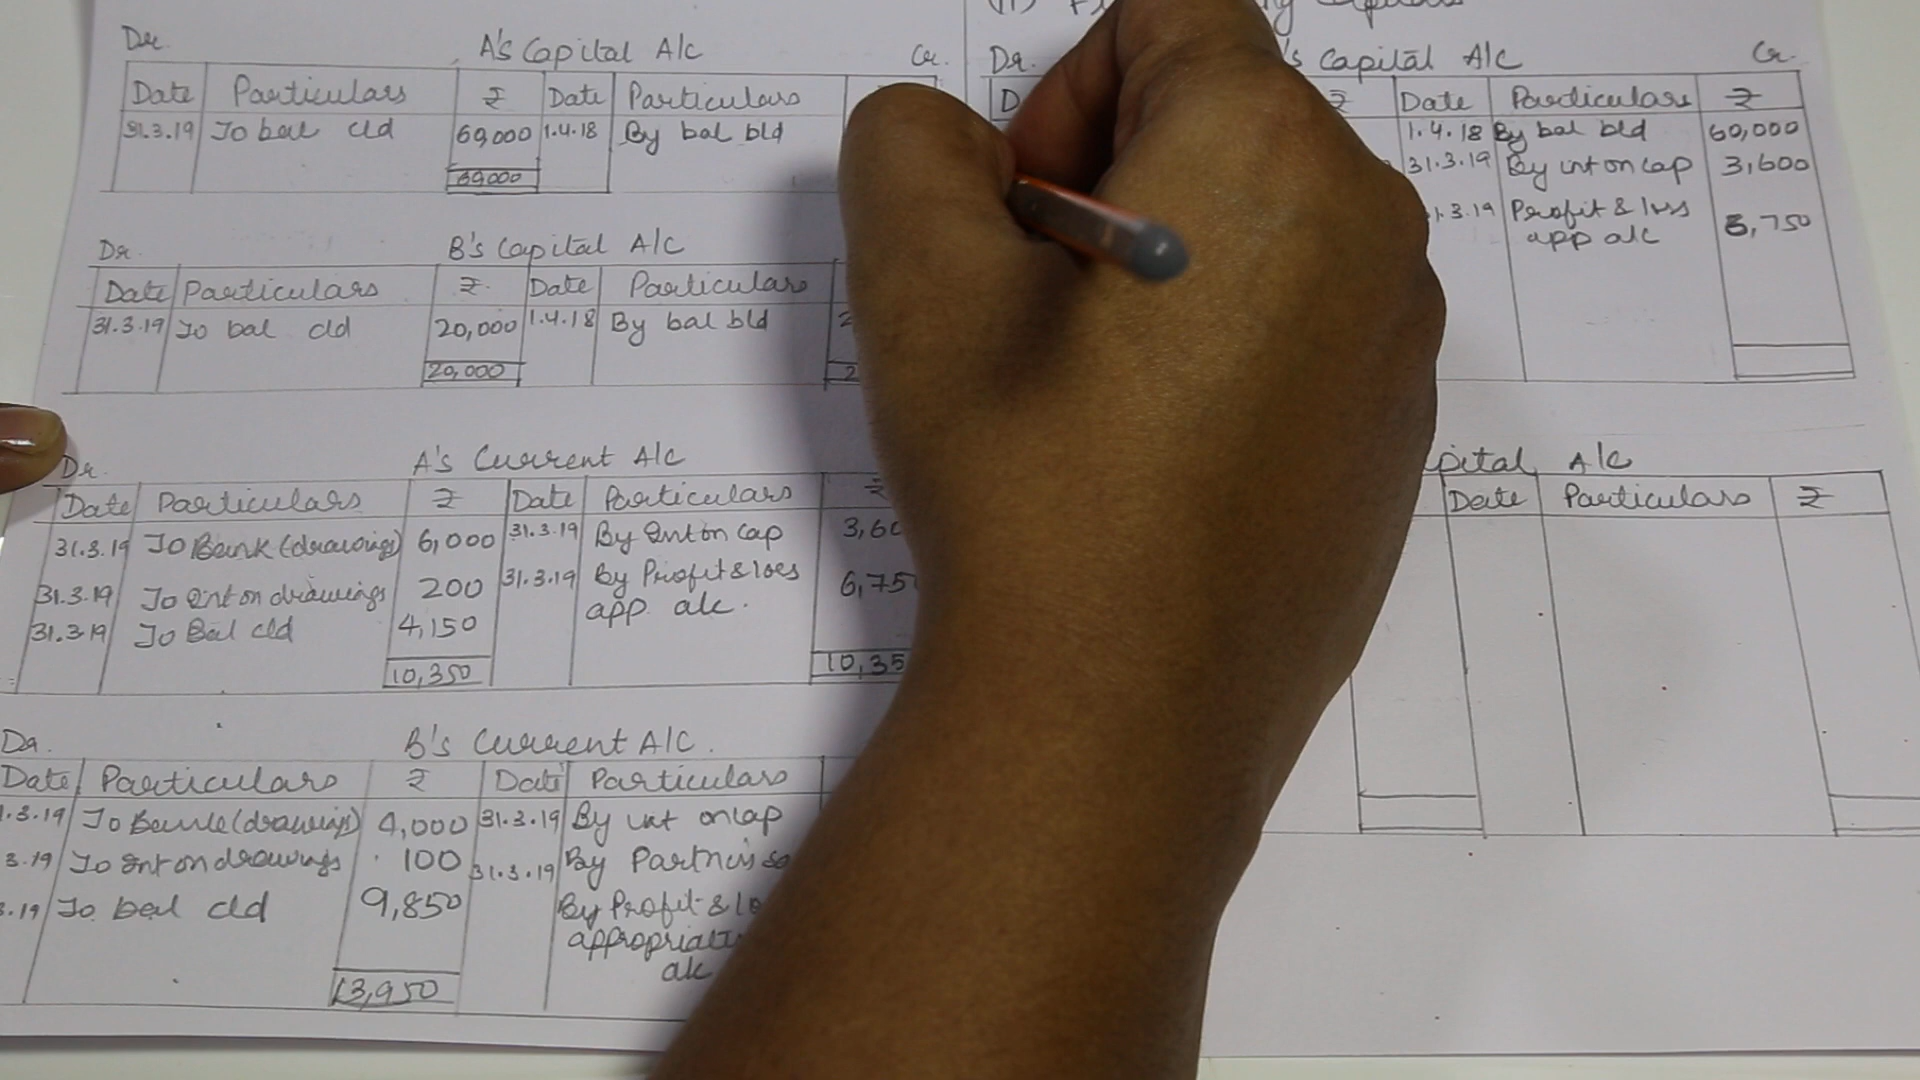 Dr. A's Capital A/C Cr.
Date Particulars ₹ Date Particulars
31.3.19 To bal c/d 60,000 1.4.18 By bal b/d
60,000
Dr. B's Capital A/C
Date Particulars ₹ Date Particulars
31.3.19 To bal c/d 20,000 1.4.18 By bal b/d
20,000
Dr. A's Current A/C
Date Particulars ₹ Date Particulars ₹
31.3.19 To Bank (drawings) 6,000 31.3.19 By Int on Cap
31.3.19 To Int on drawings 200 31.3.19 By Profit & loss
app. a/c.
31.3.19 To Bal c/d 4,150
10,350
Dr. B's Current A/C.
Date Particulars ₹ Date Particulars
To Bank (drawings) 4,000 31.3.19 By int on cap
To Int on drawings 100 31.3.19 By
To bal c/d 9,850 By Profit &
a/c
13,950
Dr. Capital A/C Cr.
₹ Date Particulars ₹
1.4.18 By bal b/d 60,000
31.3.19 By int on cap 3,600
Profit & loss
app a/c 6,750
A/C
Date Particulars ₹